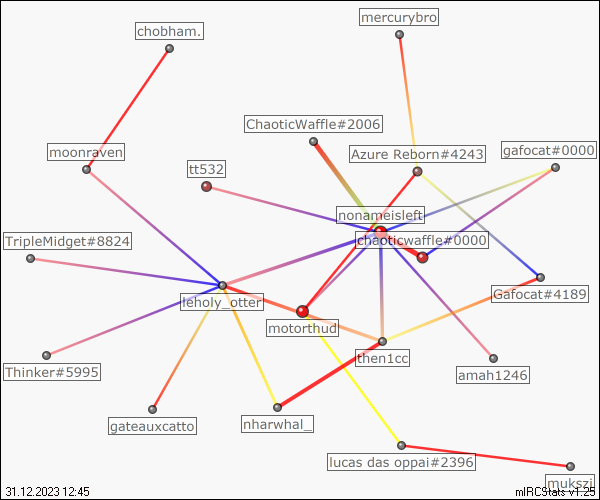 mercurybro
chobham.
ChaoticWaffle#2006
moonraven
Azure Reborn#4243
gafocat#0000
tt532
nonameisleft
TripleMidget#8824
chaoticwaffle#0000
leholy_otter
Gafocat#4189
motorthud
then1cc
Thinker#5995
amah1246
gateauxcatto
nharwhal_
lucas das oppai#2396
mukszi
31.12.2023 12:45
mIRCStats v1.25